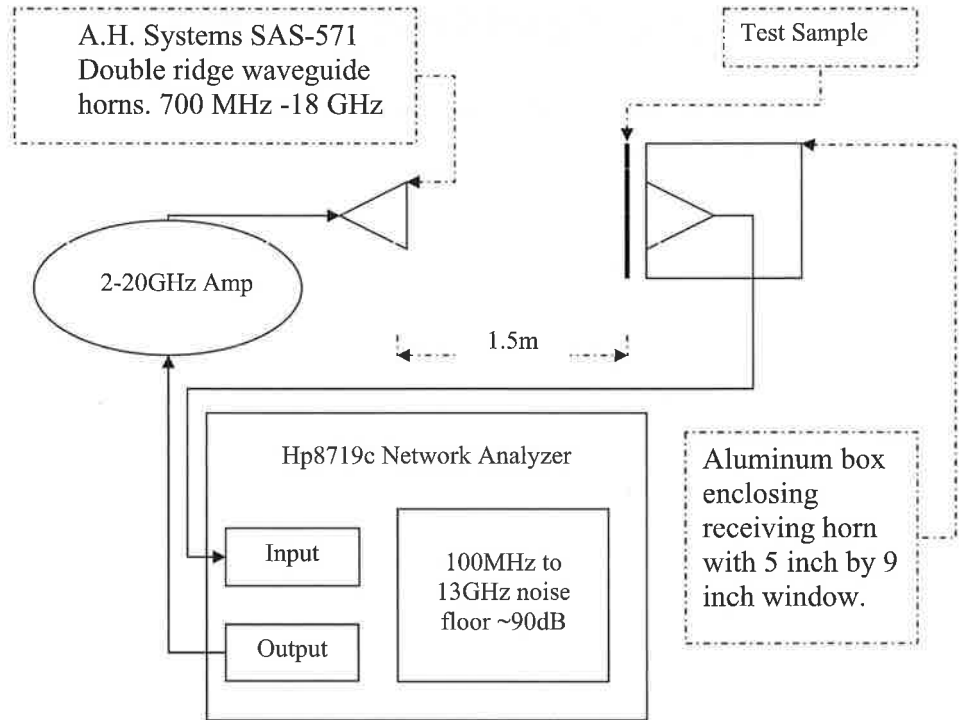 A.H. Systems SAS-571
Double ridge waveguide
horns. 700 MHz -18 GHz
Test Sample
2-20GHz Amp
1.5m
Hp8719c Network Analyzer
Input
Output
100MHz to
13GHz noise
floor ~90dB
Aluminum box
enclosing
receiving horn
with 5 inch by 9
inch window.